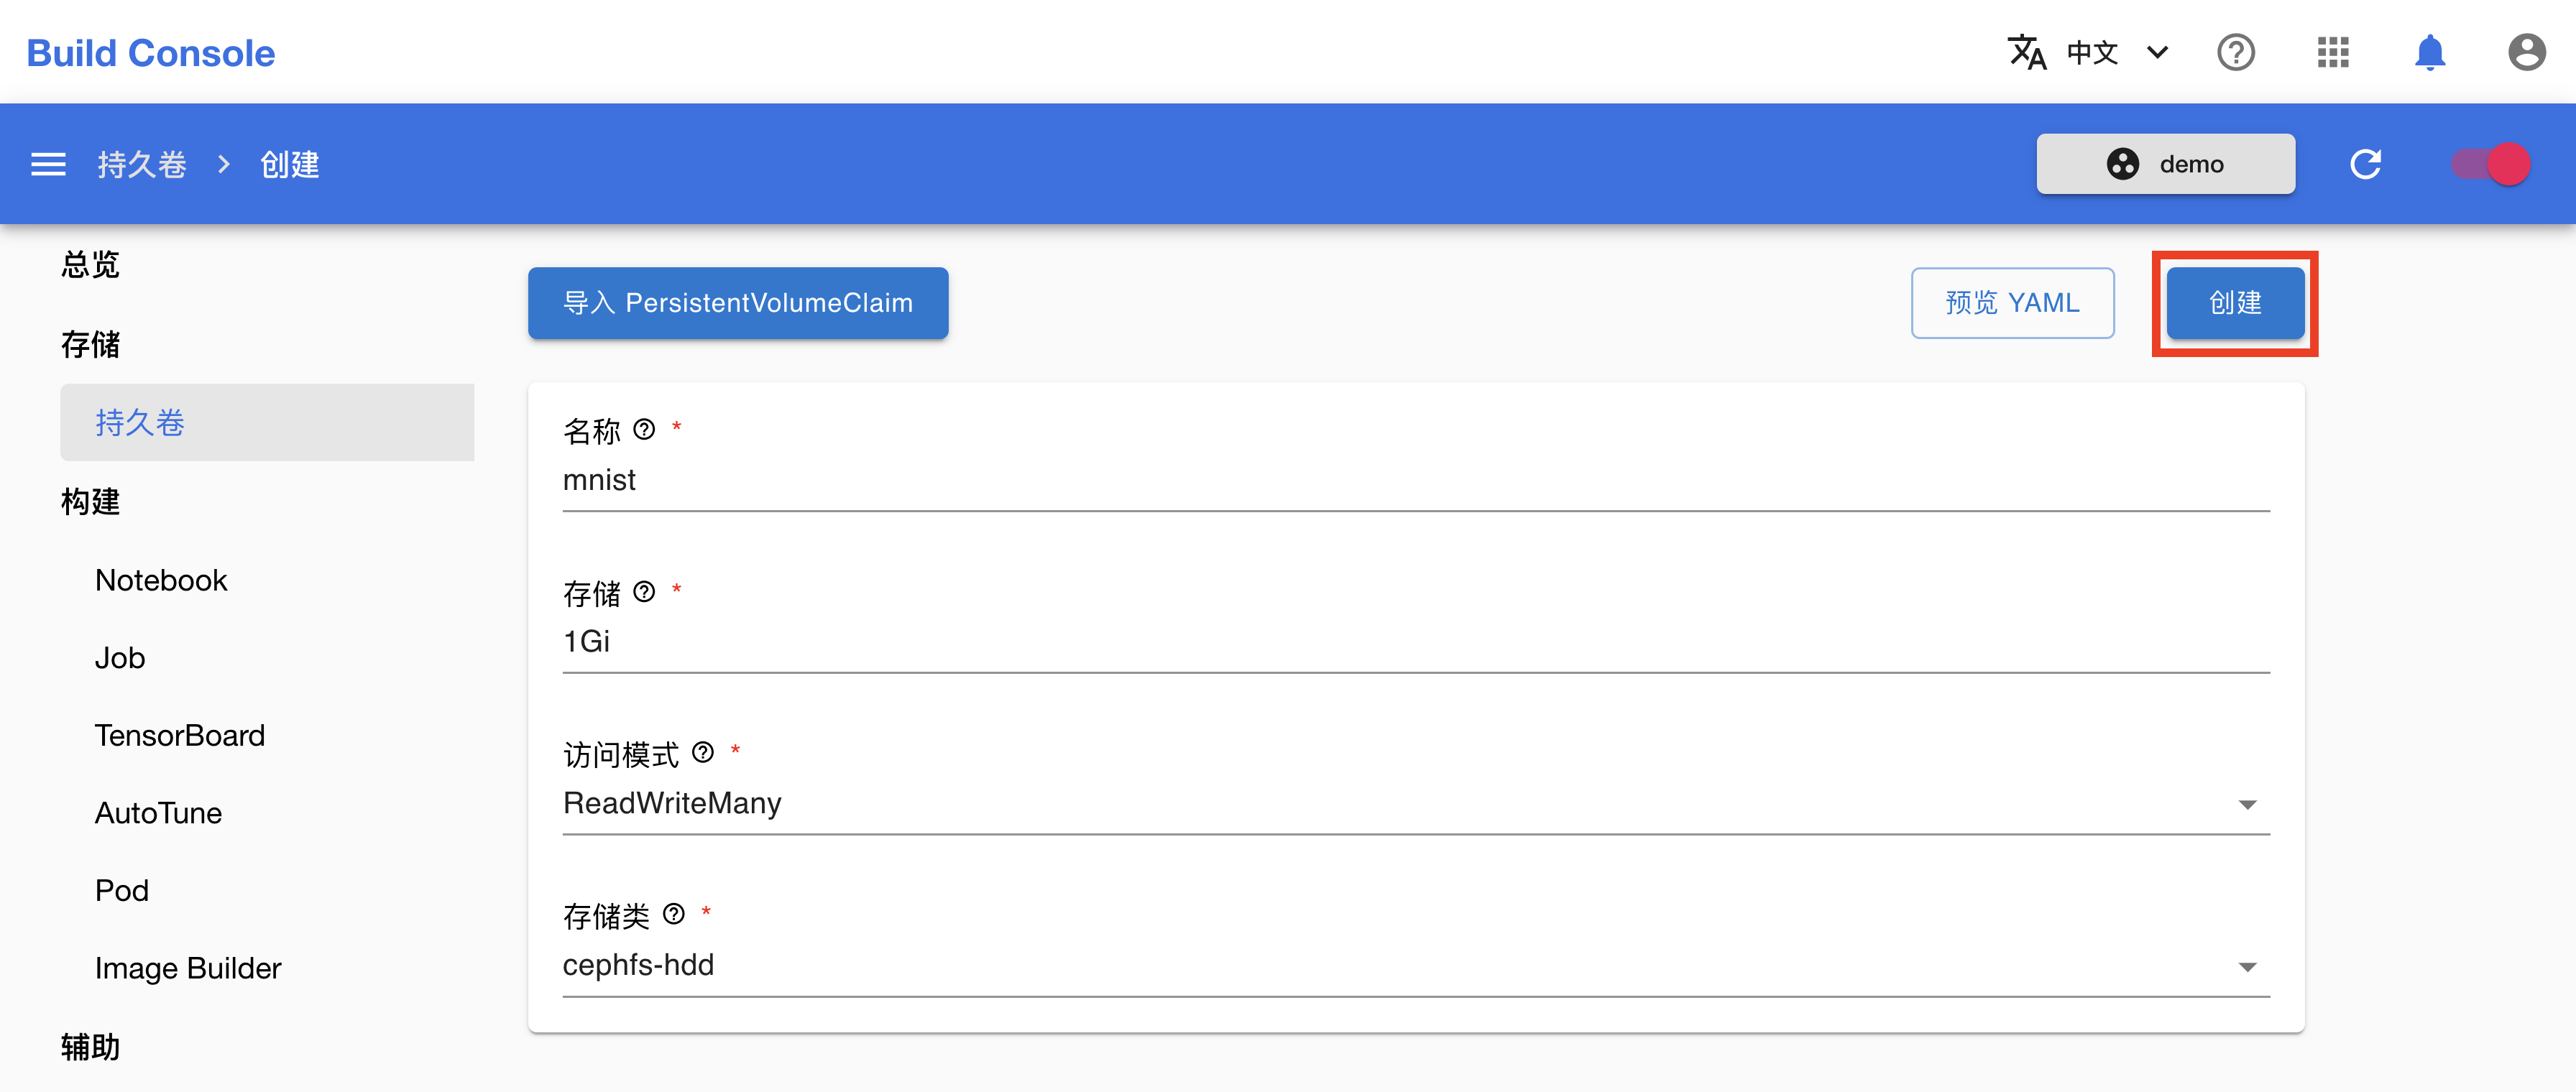 Build Console
中文
持久卷 > 创建
demo
总览
存储
持久卷
构建
Notebook
Job
TensorBoard
AutoTune
Pod
Image Builder
辅助
导入 PersistentVolumeClaim
预览 YAML
创建
名称 *
mnist
存储 *
1Gi
访问模式 *
ReadWriteMany
存储类 *
cephfs-hdd